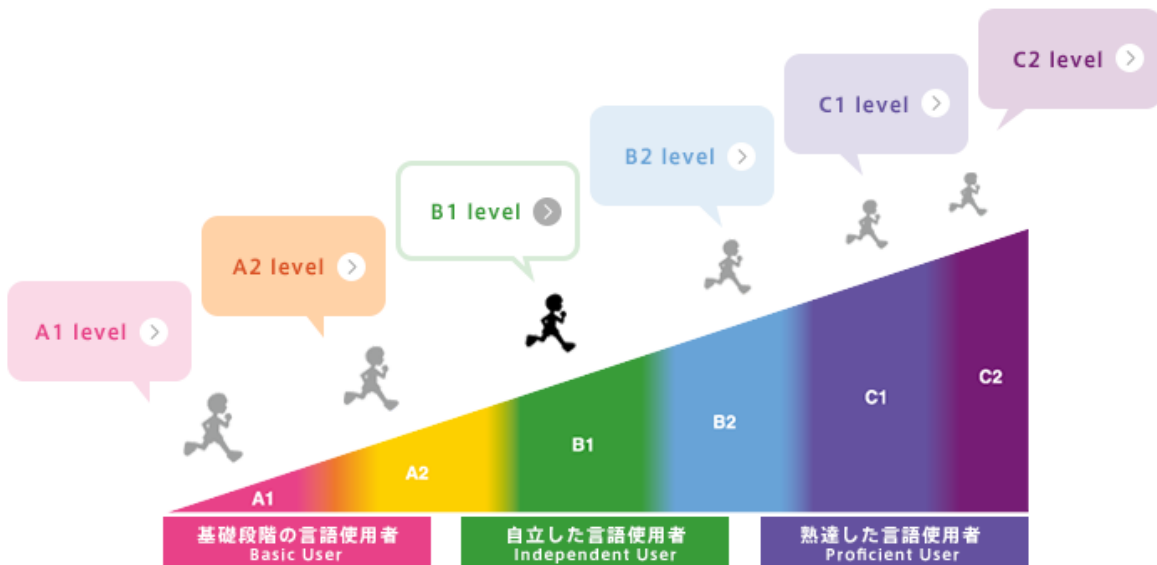 C2 level
C1 level
B2 level
B1 level
A2 level
A1 level
A1
A2
B1
B2
C1
C2
基礎段階の言語使用者
Basic User
自立した言語使用者
Independent User
熟達した言語使用者
Proficient User